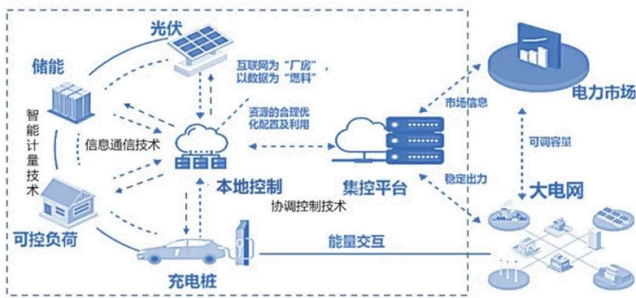 光伏
储能
互联网为“厂房”，
以数据为“燃料”
资源的合理优
化配置及利用
市场信息
电力市场
智能计量技术
信息通信技术
可调容量
本地控制
集控平台
稳定出力
大电网
协调控制技术
可控负荷
能量交互
充电桩